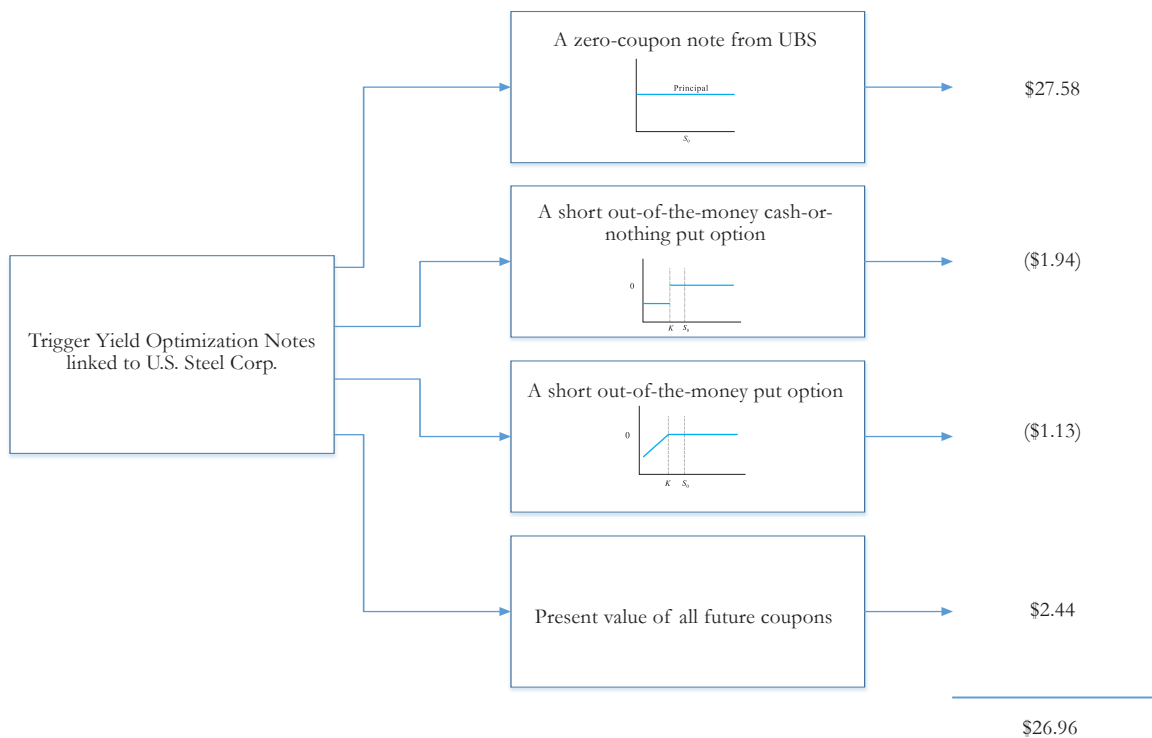 A zero-coupon note from UBS
Principal
S₀
$27.58
A short out-of-the-money cash-or-
nothing put option
0
K
S₀
($1.94)
Trigger Yield Optimization Notes
linked to U.S. Steel Corp.
A short out-of-the-money put option
0
K
S₀
($1.13)
Present value of all future coupons
$2.44
$26.96